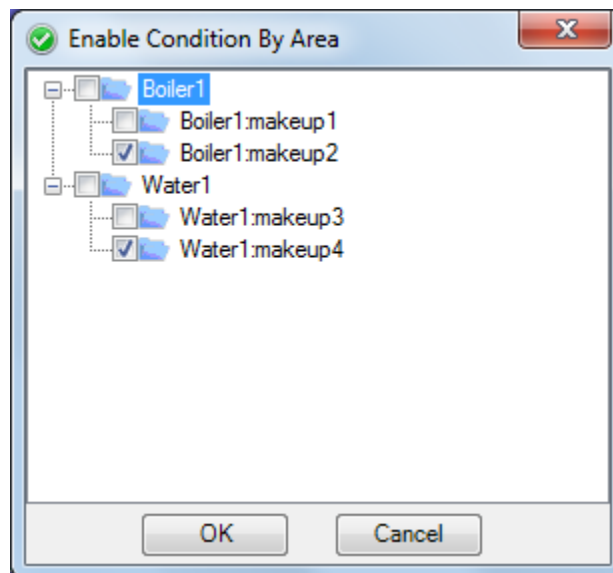 Enable Condition By Area
Boiler1
Boiler1:makeup1
Boiler1:makeup2
Water1
Water1:makeup3
Water1:makeup4
OK
Cancel